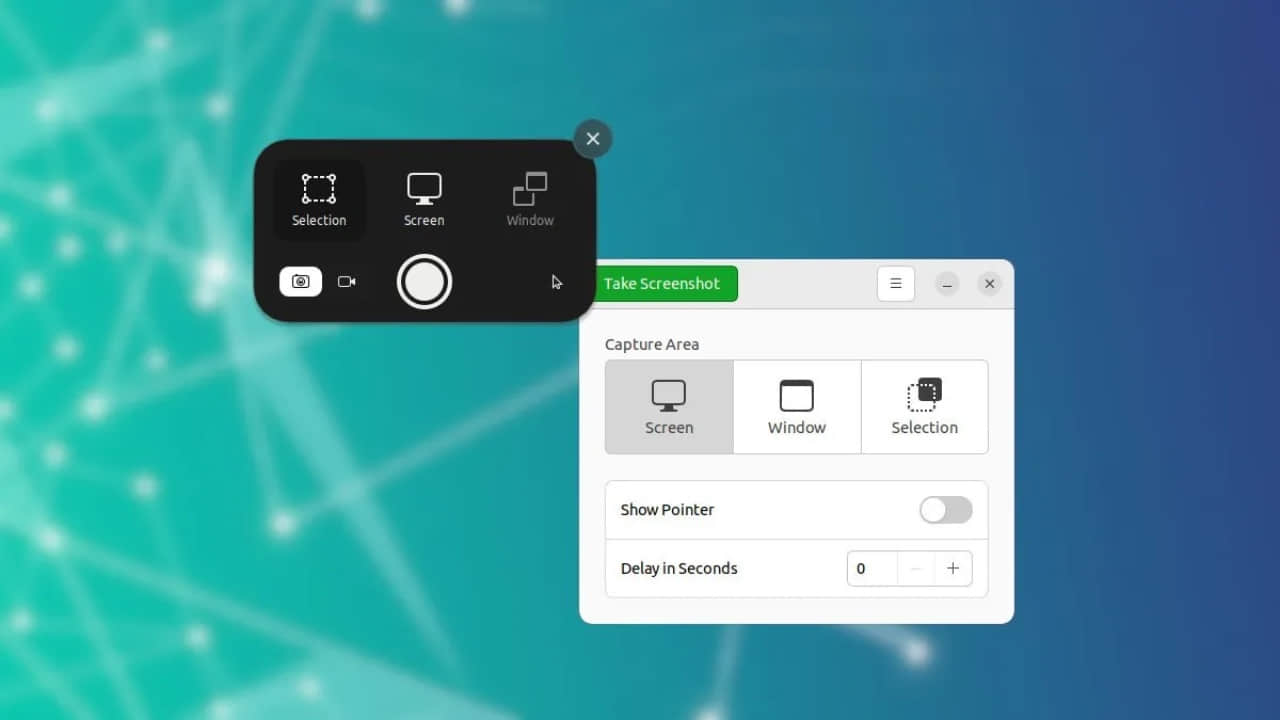 Selection
Screen
Window
Take Screenshot
Capture Area
Screen
Window
Selection
Show Pointer
Delay in Seconds
0